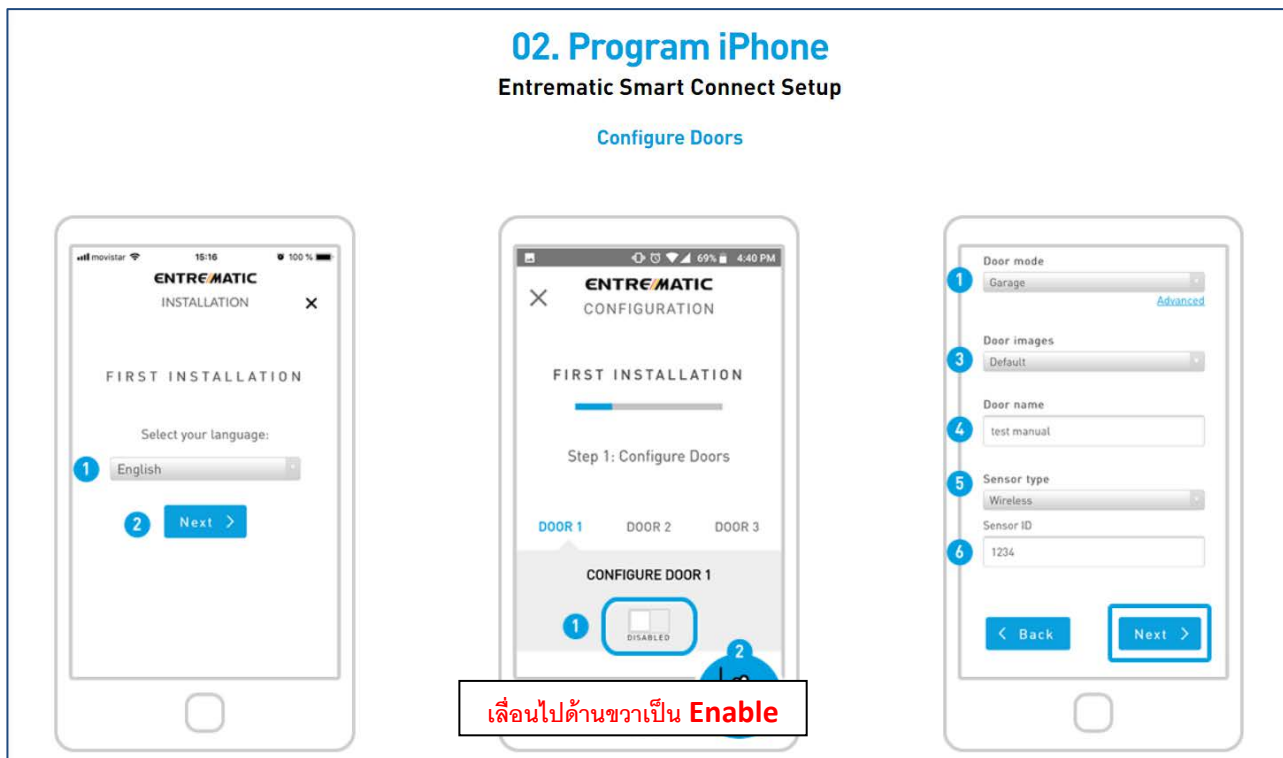 02. Program iPhone
Entrematic Smart Connect Setup
Configure Doors
movistar 15:16 100 %
ENTREMATIC
INSTALLATION
FIRST INSTALLATION
Select your language:
1 English
2 Next >
69% 4:40 PM
ENTREMATIC
CONFIGURATION
FIRST INSTALLATION
Step 1: Configure Doors
DOOR 1 DOOR 2 DOOR 3
CONFIGURE DOOR 1
1 DISABLED
2
เลื่อนไปด้านขวาเป็น Enable
Door mode
1 Garage
Advanced
Door images
3 Default
Door name
4 test manual
5 Sensor type
Wireless
Sensor ID
6 1234
< Back Next >